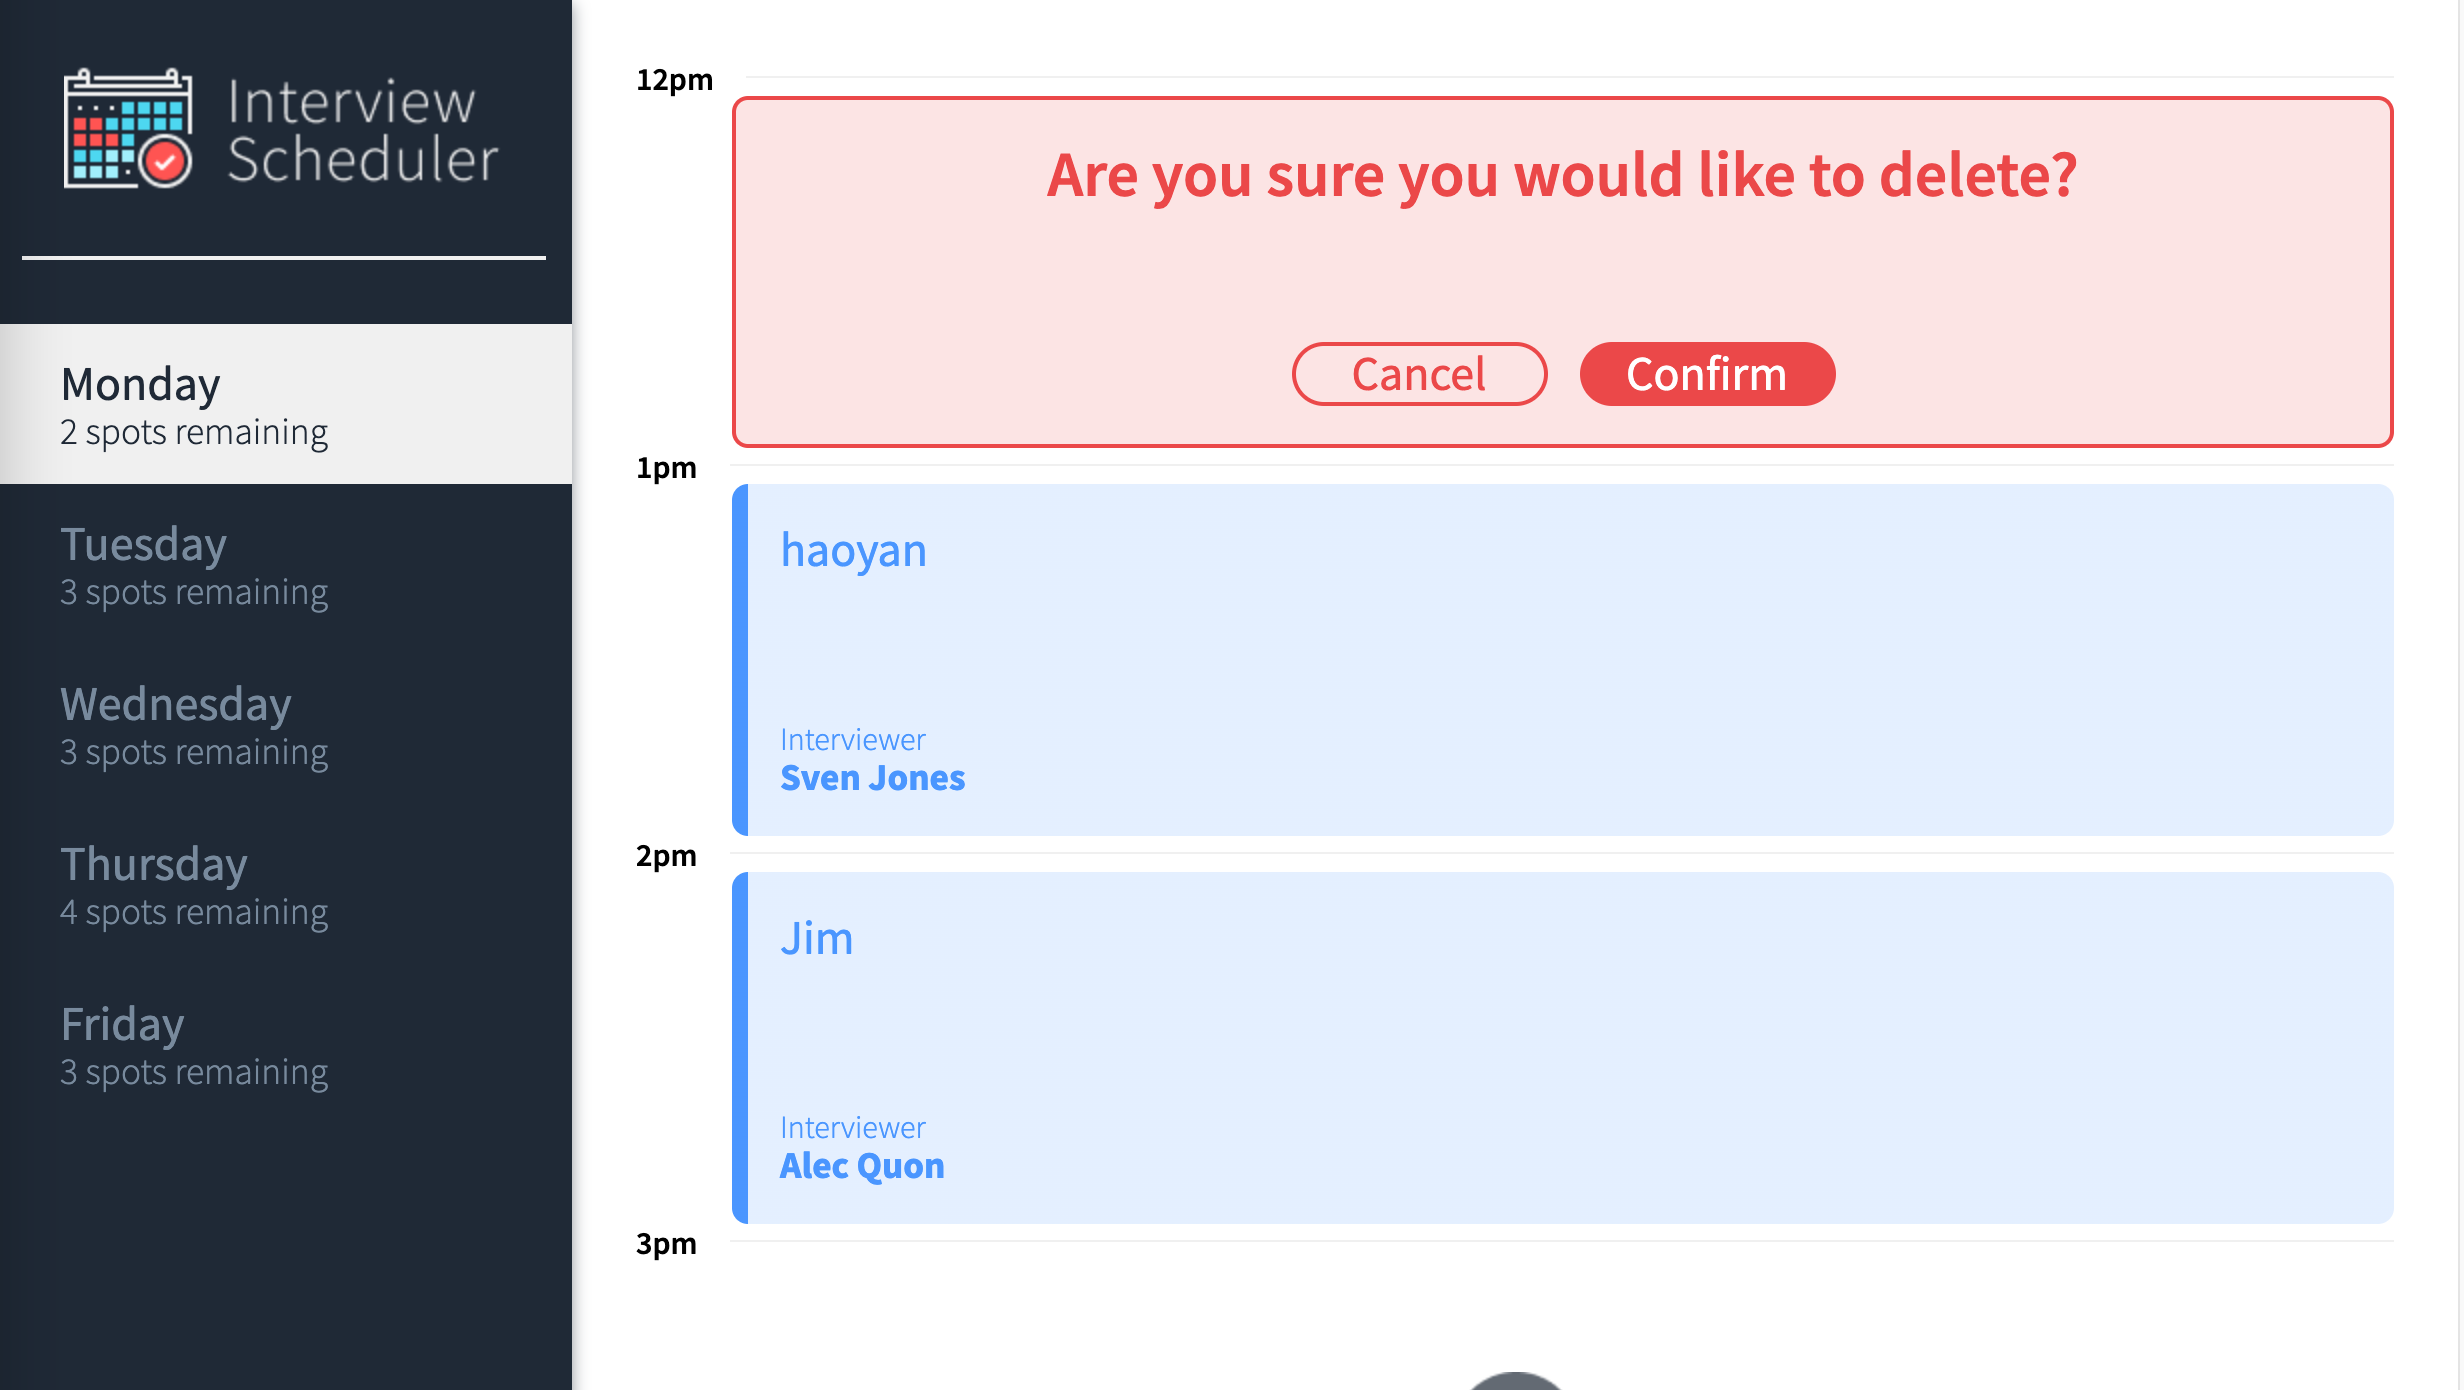 Interview
Scheduler
Monday
2 spots remaining
Tuesday
3 spots remaining
Wednesday
3 spots remaining
Thursday
4 spots remaining
Friday
3 spots remaining
12pm
Are you sure you would like to delete?
Cancel Confirm
1pm
haoyan
Interviewer
Sven Jones
2pm
Jim
Interviewer
Alec Quon
3pm